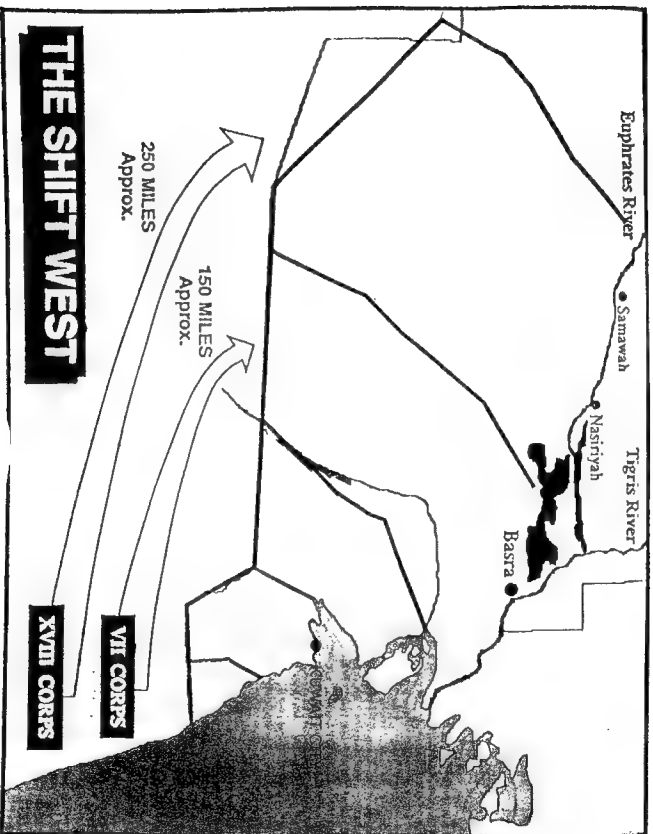 Euphrates River
Samawah
Nasiriyah
Tigris River
Basra
250 MILES
Approx.
150 MILES
Approx.
VII CORPS
XVIII CORPS
THE SHIFT WEST